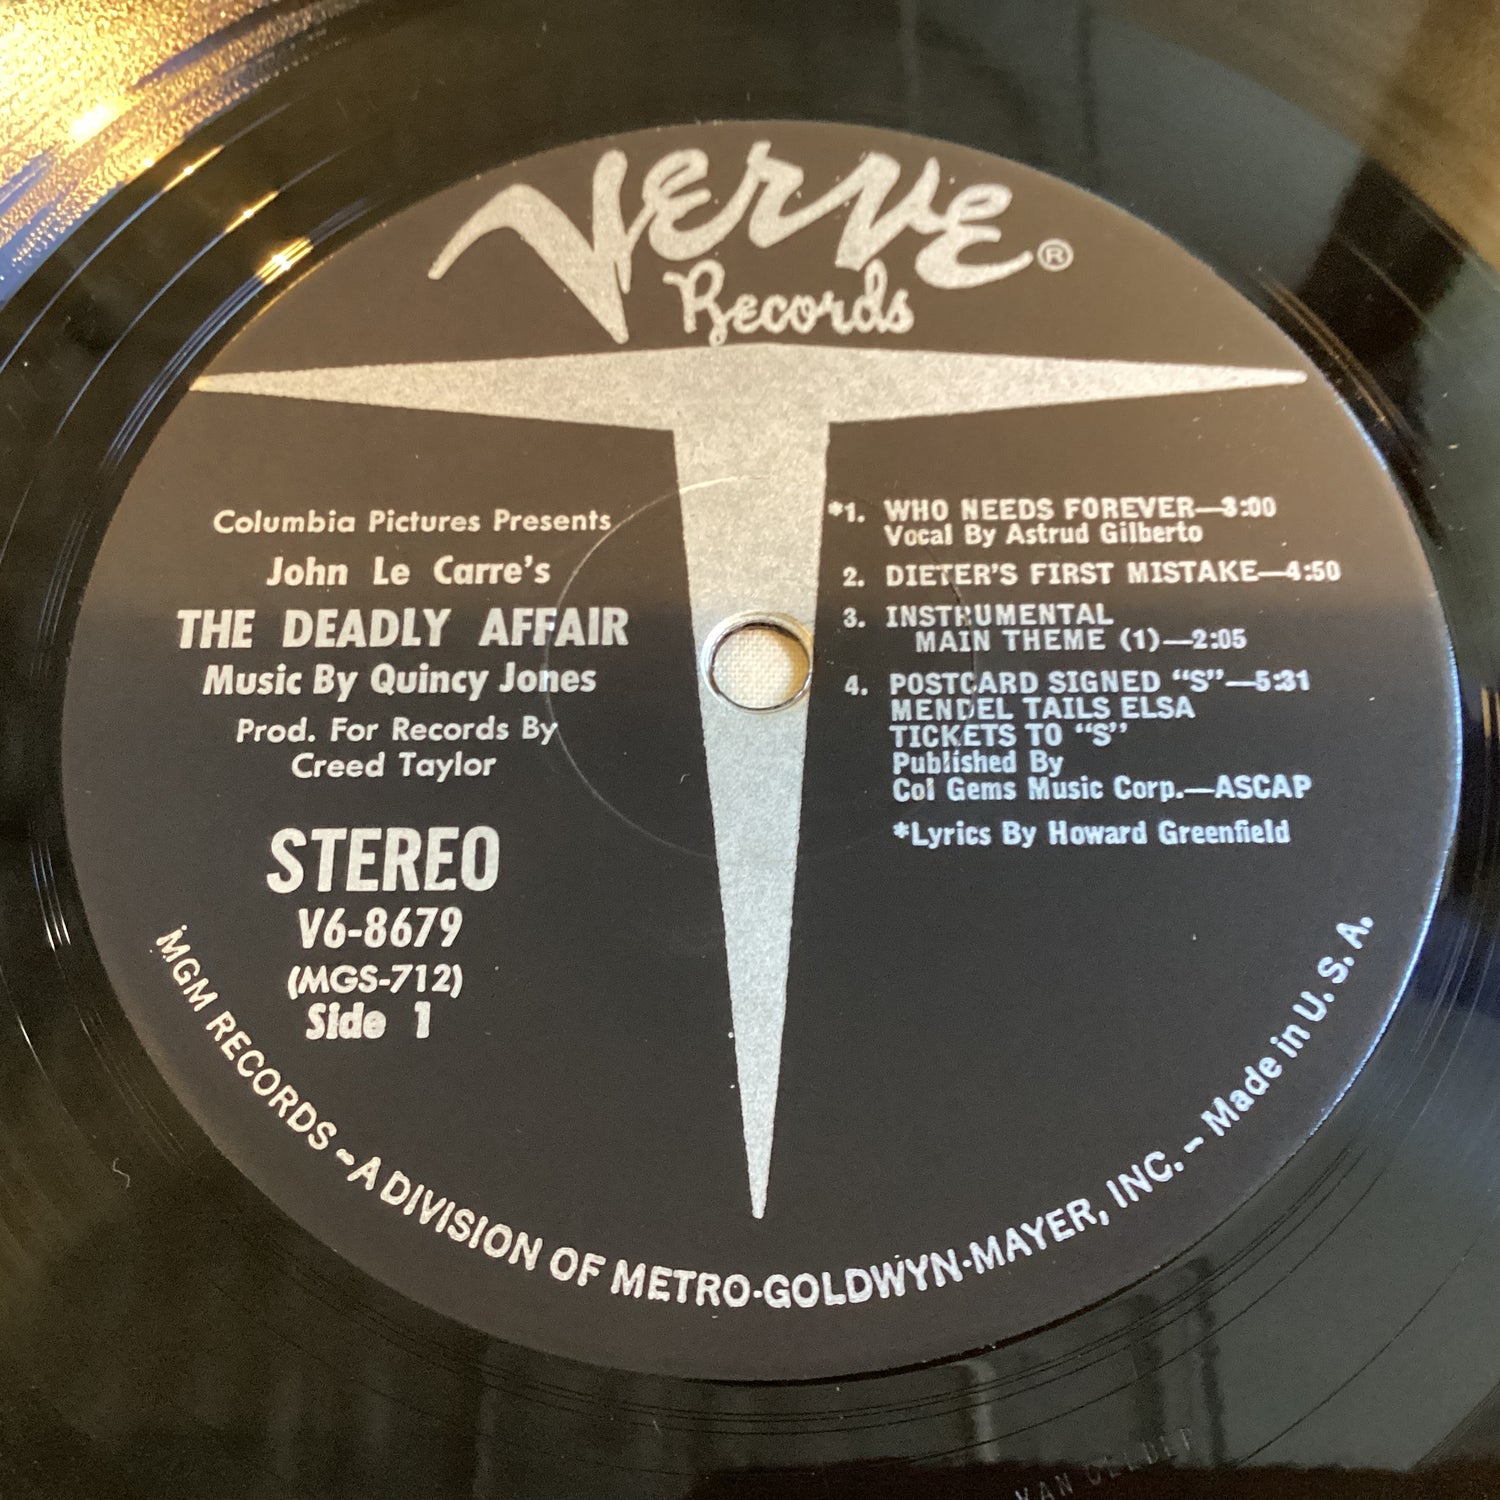 Verve ®
Records
Columbia Pictures Presents
John Le Carre's
THE DEADLY AFFAIR
Music By Quincy Jones
Prod. For Records By
Creed Taylor
STEREO
V6-8679
(MGS-712)
Side 1
*1. WHO NEEDS FOREVER—3:00
Vocal By Astrud Gilberto
2. DIETER'S FIRST MISTAKE—4:50
3. INSTRUMENTAL
MAIN THEME (1)—2:05
4. POSTCARD SIGNED “S”—5:31
MENDEL TAILS ELSA
TICKETS TO “S”
Published By
Col Gems Music Corp.—ASCAP
*Lyrics By Howard Greenfield
MGM RECORDS – A DIVISION OF METRO-GOLDWYN-MAYER, INC. – Made in U. S. A.
VAN GELDER